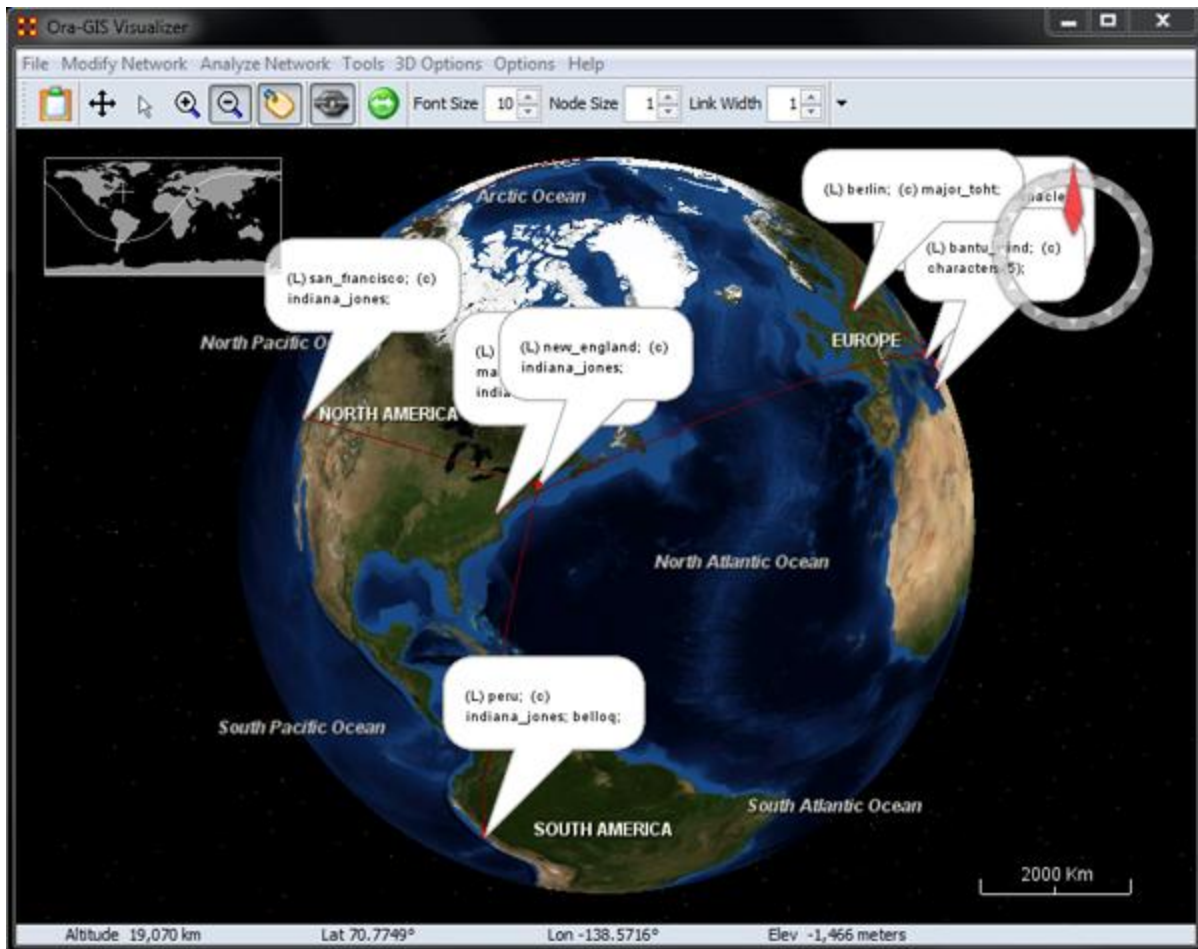 Ora-GIS Visualizer
File Modify Network Analyze Network Tools 3D Options Options Help
Font Size 10 Node Size 1 Link Width 1
Arctic Ocean
(L) berlin; (c) major_toht;
(L)
(c)
characters
5);
(L) san_francisco; (c)
indiana_jones;
North Pacific
(L) new_england; (c)
indiana_jones;
(L)
EUROPE
NORTH AMERICA
North Atlantic Ocean
(L) peru; (c)
indiana_jones; belloq;
South Pacific Ocean
South Atlantic Ocean
SOUTH AMERICA
2000 Km
Altitude 19,070 km Lat 70.7749° Lon -138.5716° Elev -1,466 meters